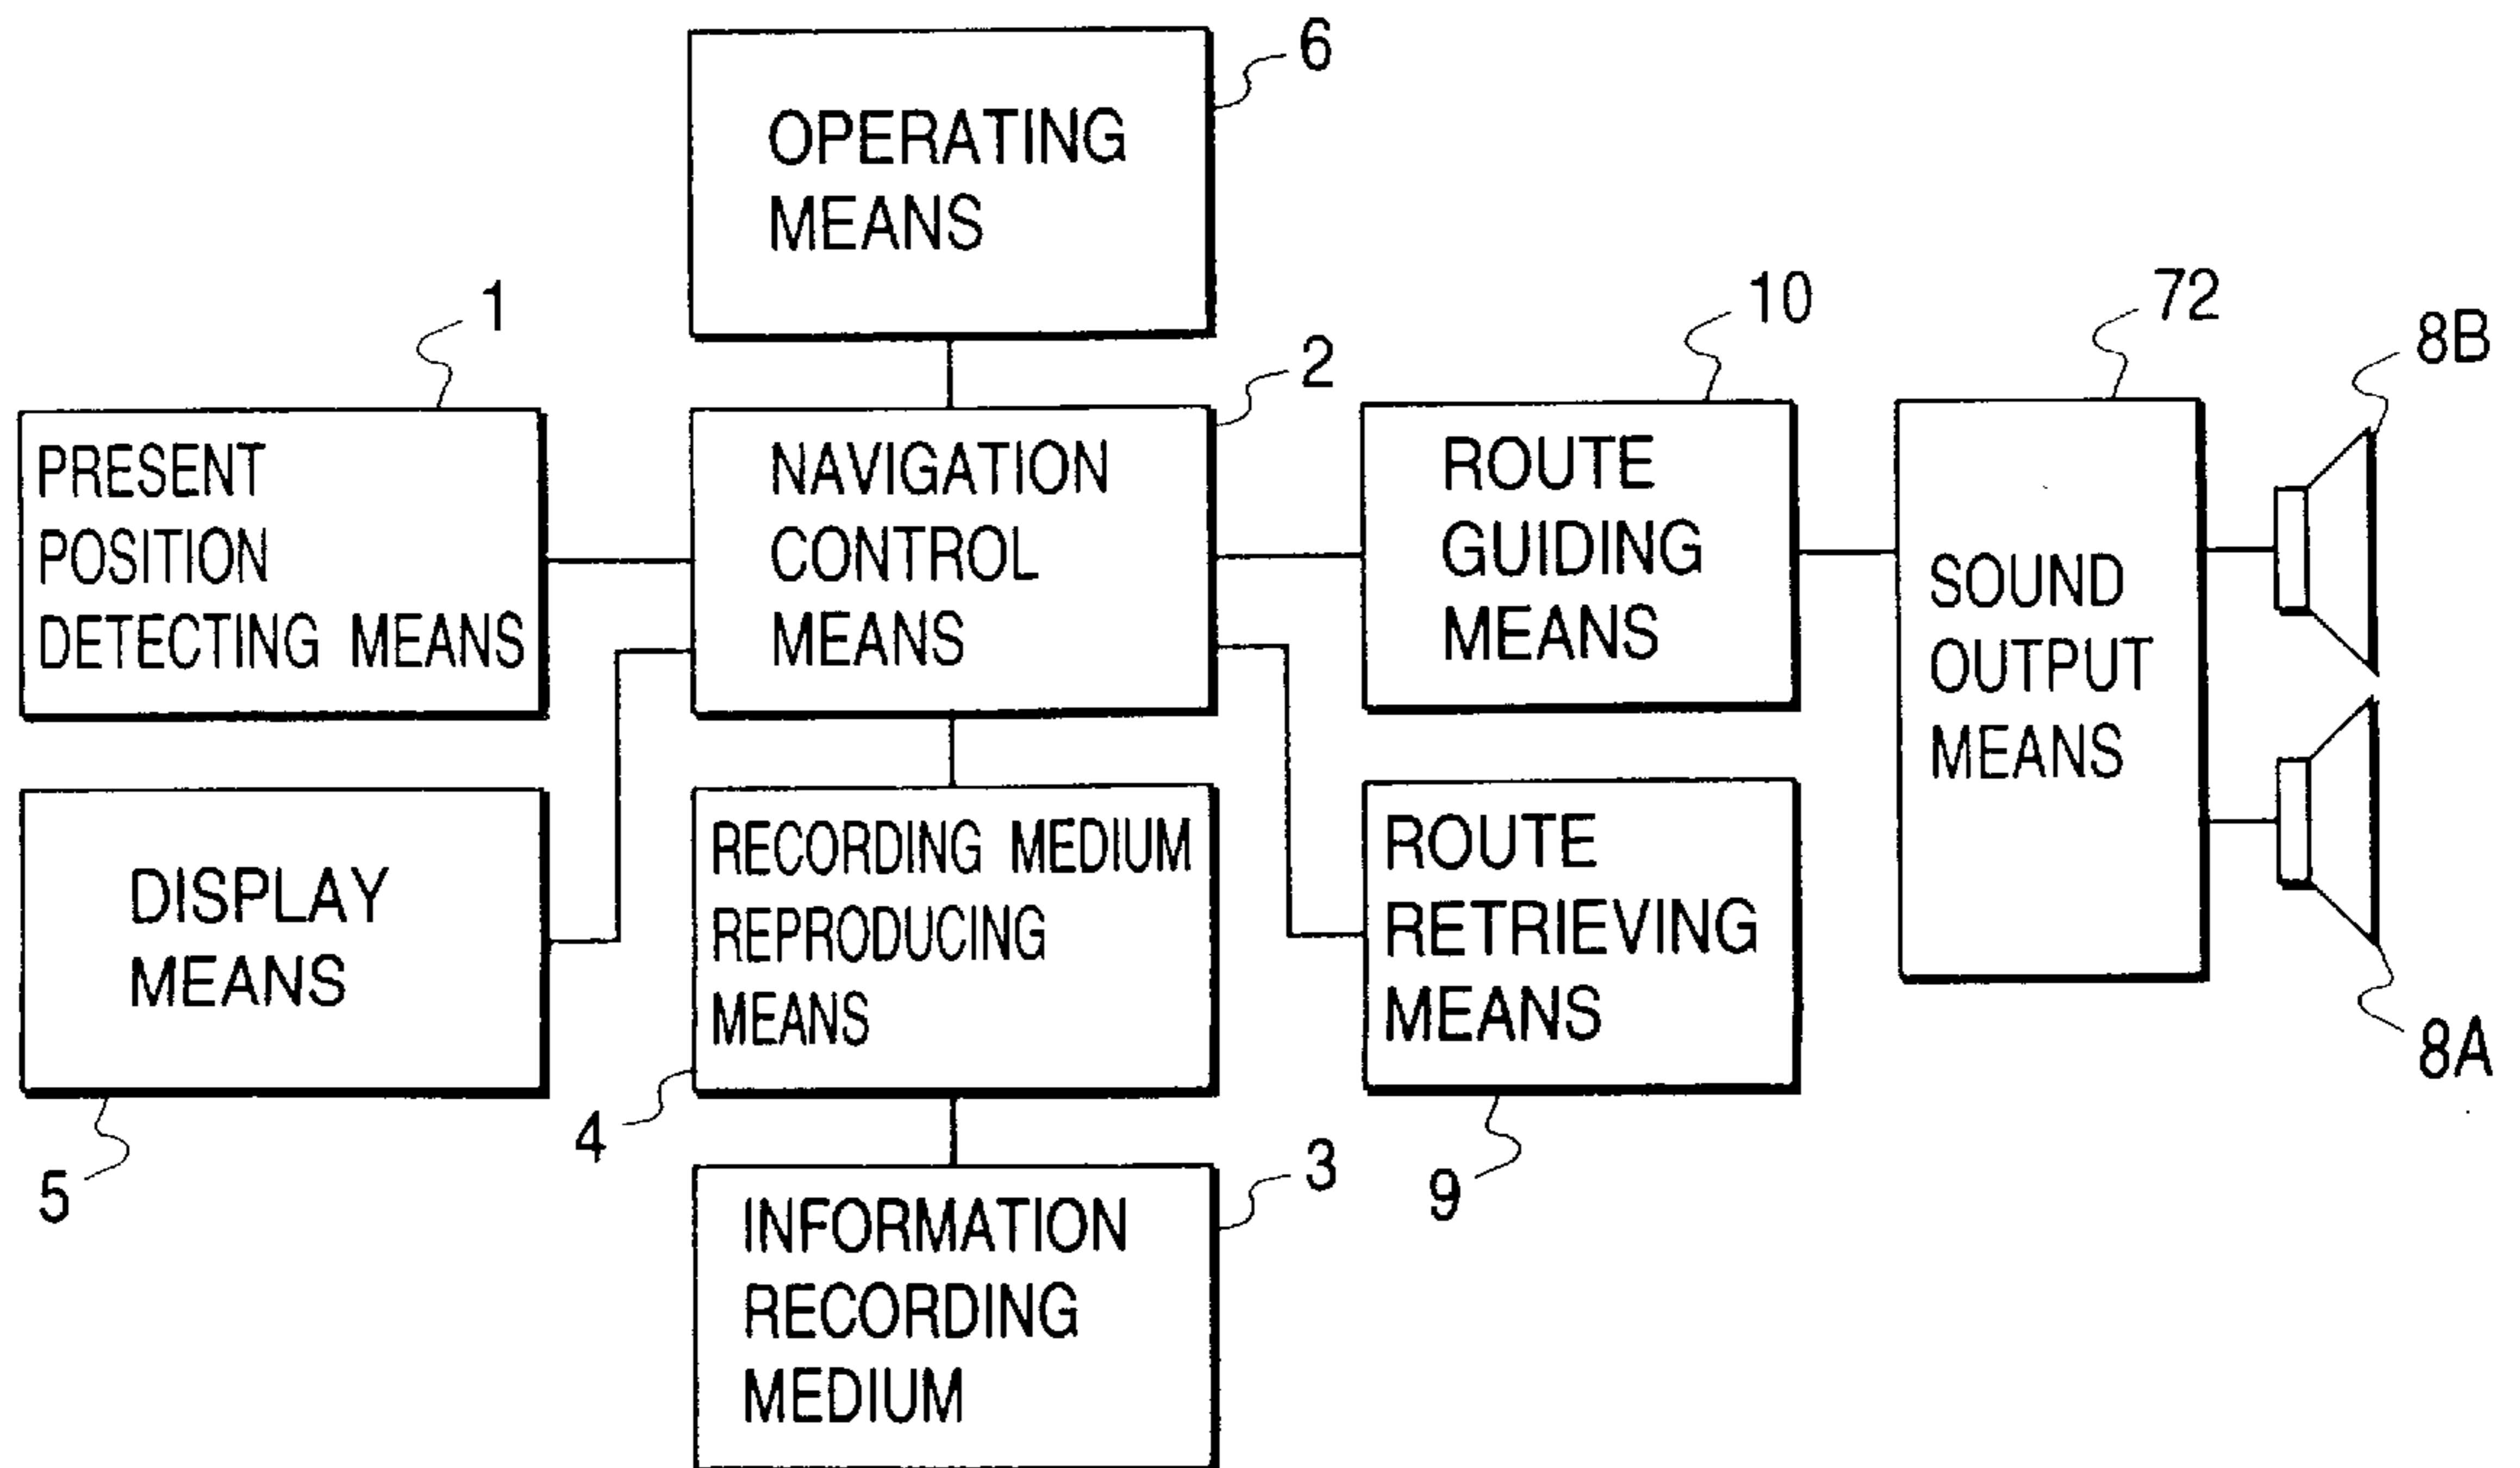 6
OPERATING
MEANS
1
PRESENT
POSITION
DETECTING MEANS
2
NAVIGATION
CONTROL
MEANS
10
ROUTE
GUIDING
MEANS
72
SOUND
OUTPUT
MEANS
8B
8A
DISPLAY
MEANS
5
RECORDING MEDIUM
REPRODUCING
MEANS
4
ROUTE
RETRIEVING
MEANS
9
3
INFORMATION
RECORDING
MEDIUM